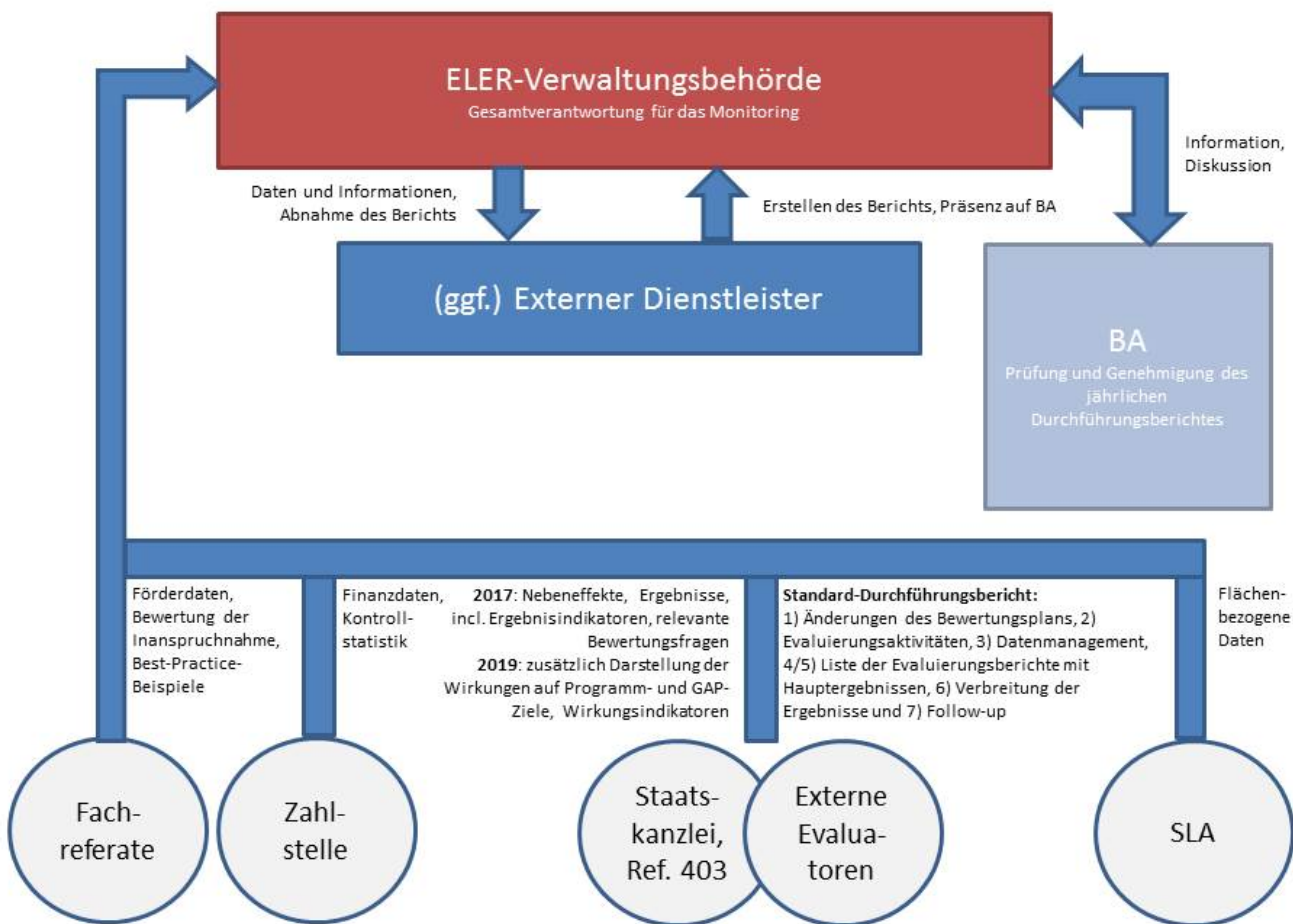 ELER-Verwaltungsbehörde
Gesamtverantwortung für das Monitoring
Information,
Diskussion
Daten und Informationen,
Abnahme des Berichts
Erstellen des Berichts, Präsenz auf BA
(ggf.) Externer Dienstleister
BA
Prüfung und Genehmigung des
jährlichen
Durchführungsberichtes
Förderdaten,
Bewertung der
Inanspruchnahme,
Best-Practice-
Beispiele
Finanzdaten,
Kontroll-
statistik
2017: Nebeneffekte, Ergebnisse,
incl. Ergebnisindikatoren, relevante
Bewertungsfragen
2019: zusätzlich Darstellung der
Wirkungen auf Programm- und GAP-
Ziele, Wirkungsindikatoren
Standard-Durchführungsbericht:
1) Änderungen des Bewertungsplans, 2)
Evaluierungsaktivitäten, 3) Datenmanagement,
4/5) Liste der Evaluierungsberichte mit
Hauptergebnissen, 6) Verbreitung der
Ergebnisse und 7) Follow-up
Flächen-
bezogene
Daten
Fach-
referate
Zahl-
stelle
Staats-
kanzlei,
Ref. 403
Externe
Evalua-
toren
SLA